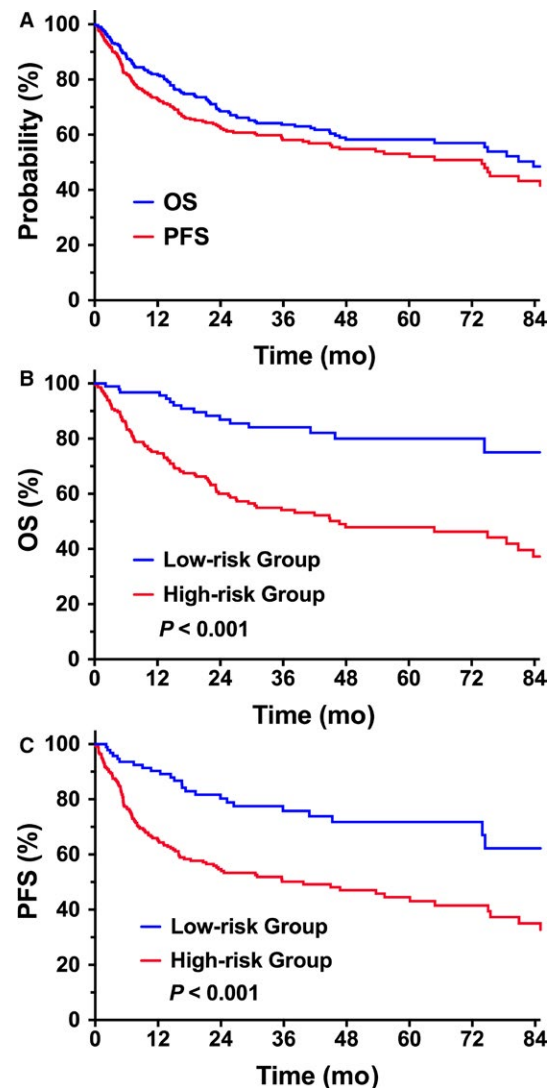 A
Probability (%)
100
80
60
40
20
0
OS
PFS
0 12 24 36 48 60 72 84
Time (mo)
B
OS (%)
100
80
60
40
20
0
Low-risk Group
High-risk Group
P < 0.001
0 12 24 36 48 60 72 84
Time (mo)
C
PFS (%)
100
80
60
40
20
0
Low-risk Group
High-risk Group
P < 0.001
0 12 24 36 48 60 72 84
Time (mo)